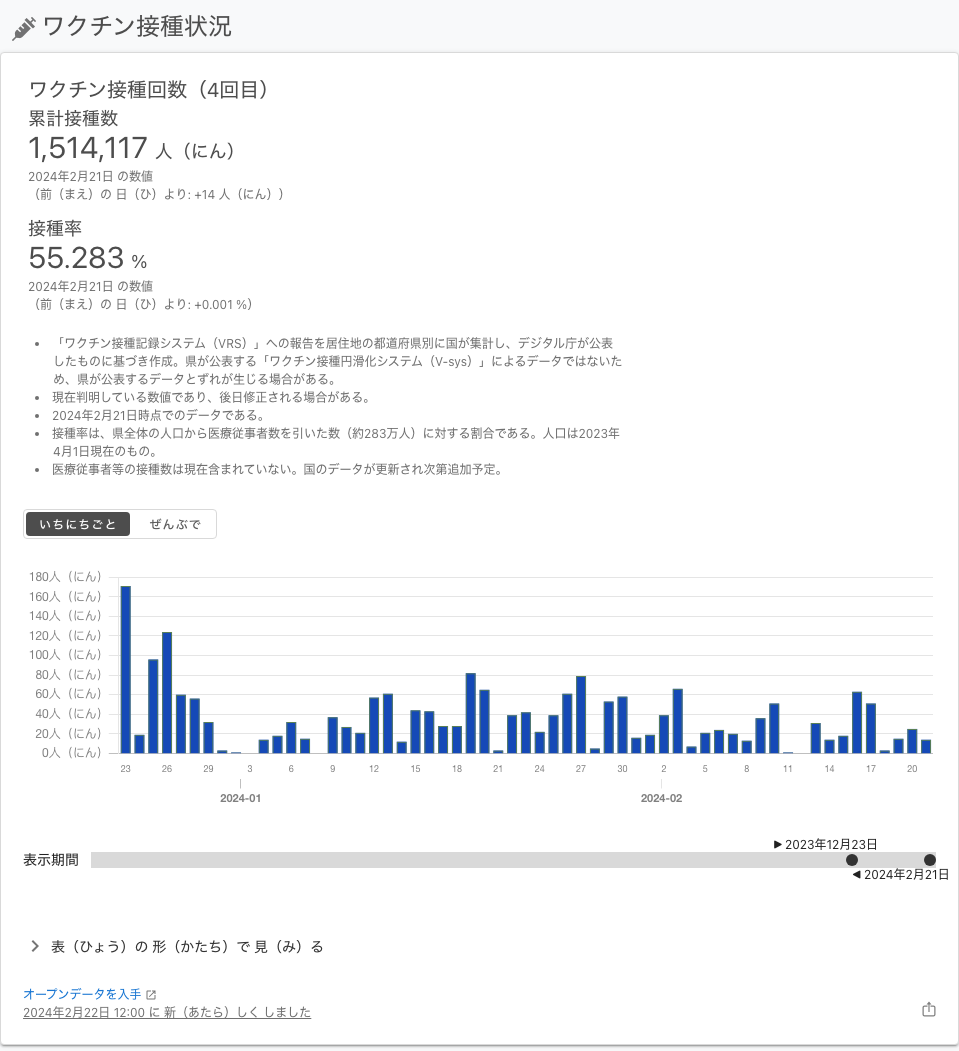 ワクチン接種状況
ワクチン接種回数（4回目）
累計接種数
1,514,117 人（にん）
2024年2月21日 の数値
（前（まえ）の 日（ひ）より: +14 人（にん））
接種率
55.283 %
2024年2月21日 の数値
（前（まえ）の 日（ひ）より: +0.001 %）
• 「ワクチン接種記録システム（VRS）」への報告を居住地の都道府県別に国が集計し、デジタル庁が公表
したものに基づき作成。県が公表する「ワクチン接種円滑化システム（V-sys）」によるデータではないた
め、県が公表するデータとずれが生じる場合がある。
• 現在判明している数値であり、後日修正される場合がある。
• 2024年2月21日時点でのデータである。
• 接種率は、県全体の人口から医療従事者数を引いた数（約283万人）に対する割合である。人口は2023年
4月1日現在のもの。
• 医療従事者等の接種数は現在含まれていない。国のデータが更新され次第追加予定。
いちにちごと ぜんぶで
180人（にん）
160人（にん）
140人（にん）
120人（にん）
100人（にん）
80人（にん）
60人（にん）
40人（にん）
20人（にん）
0人（にん）
23 26 29 3 6 9 12 15 18 21 24 27 30 2 5 8 11 14 17 20
2024-01 2024-02
▶ 2023年12月23日
表示期間
◀ 2024年2月21日
表（ひょう）の 形（かたち）で 見（み）る
オープンデータを入手
2024年2月22日 12:00 に 新（あたら）しく しました